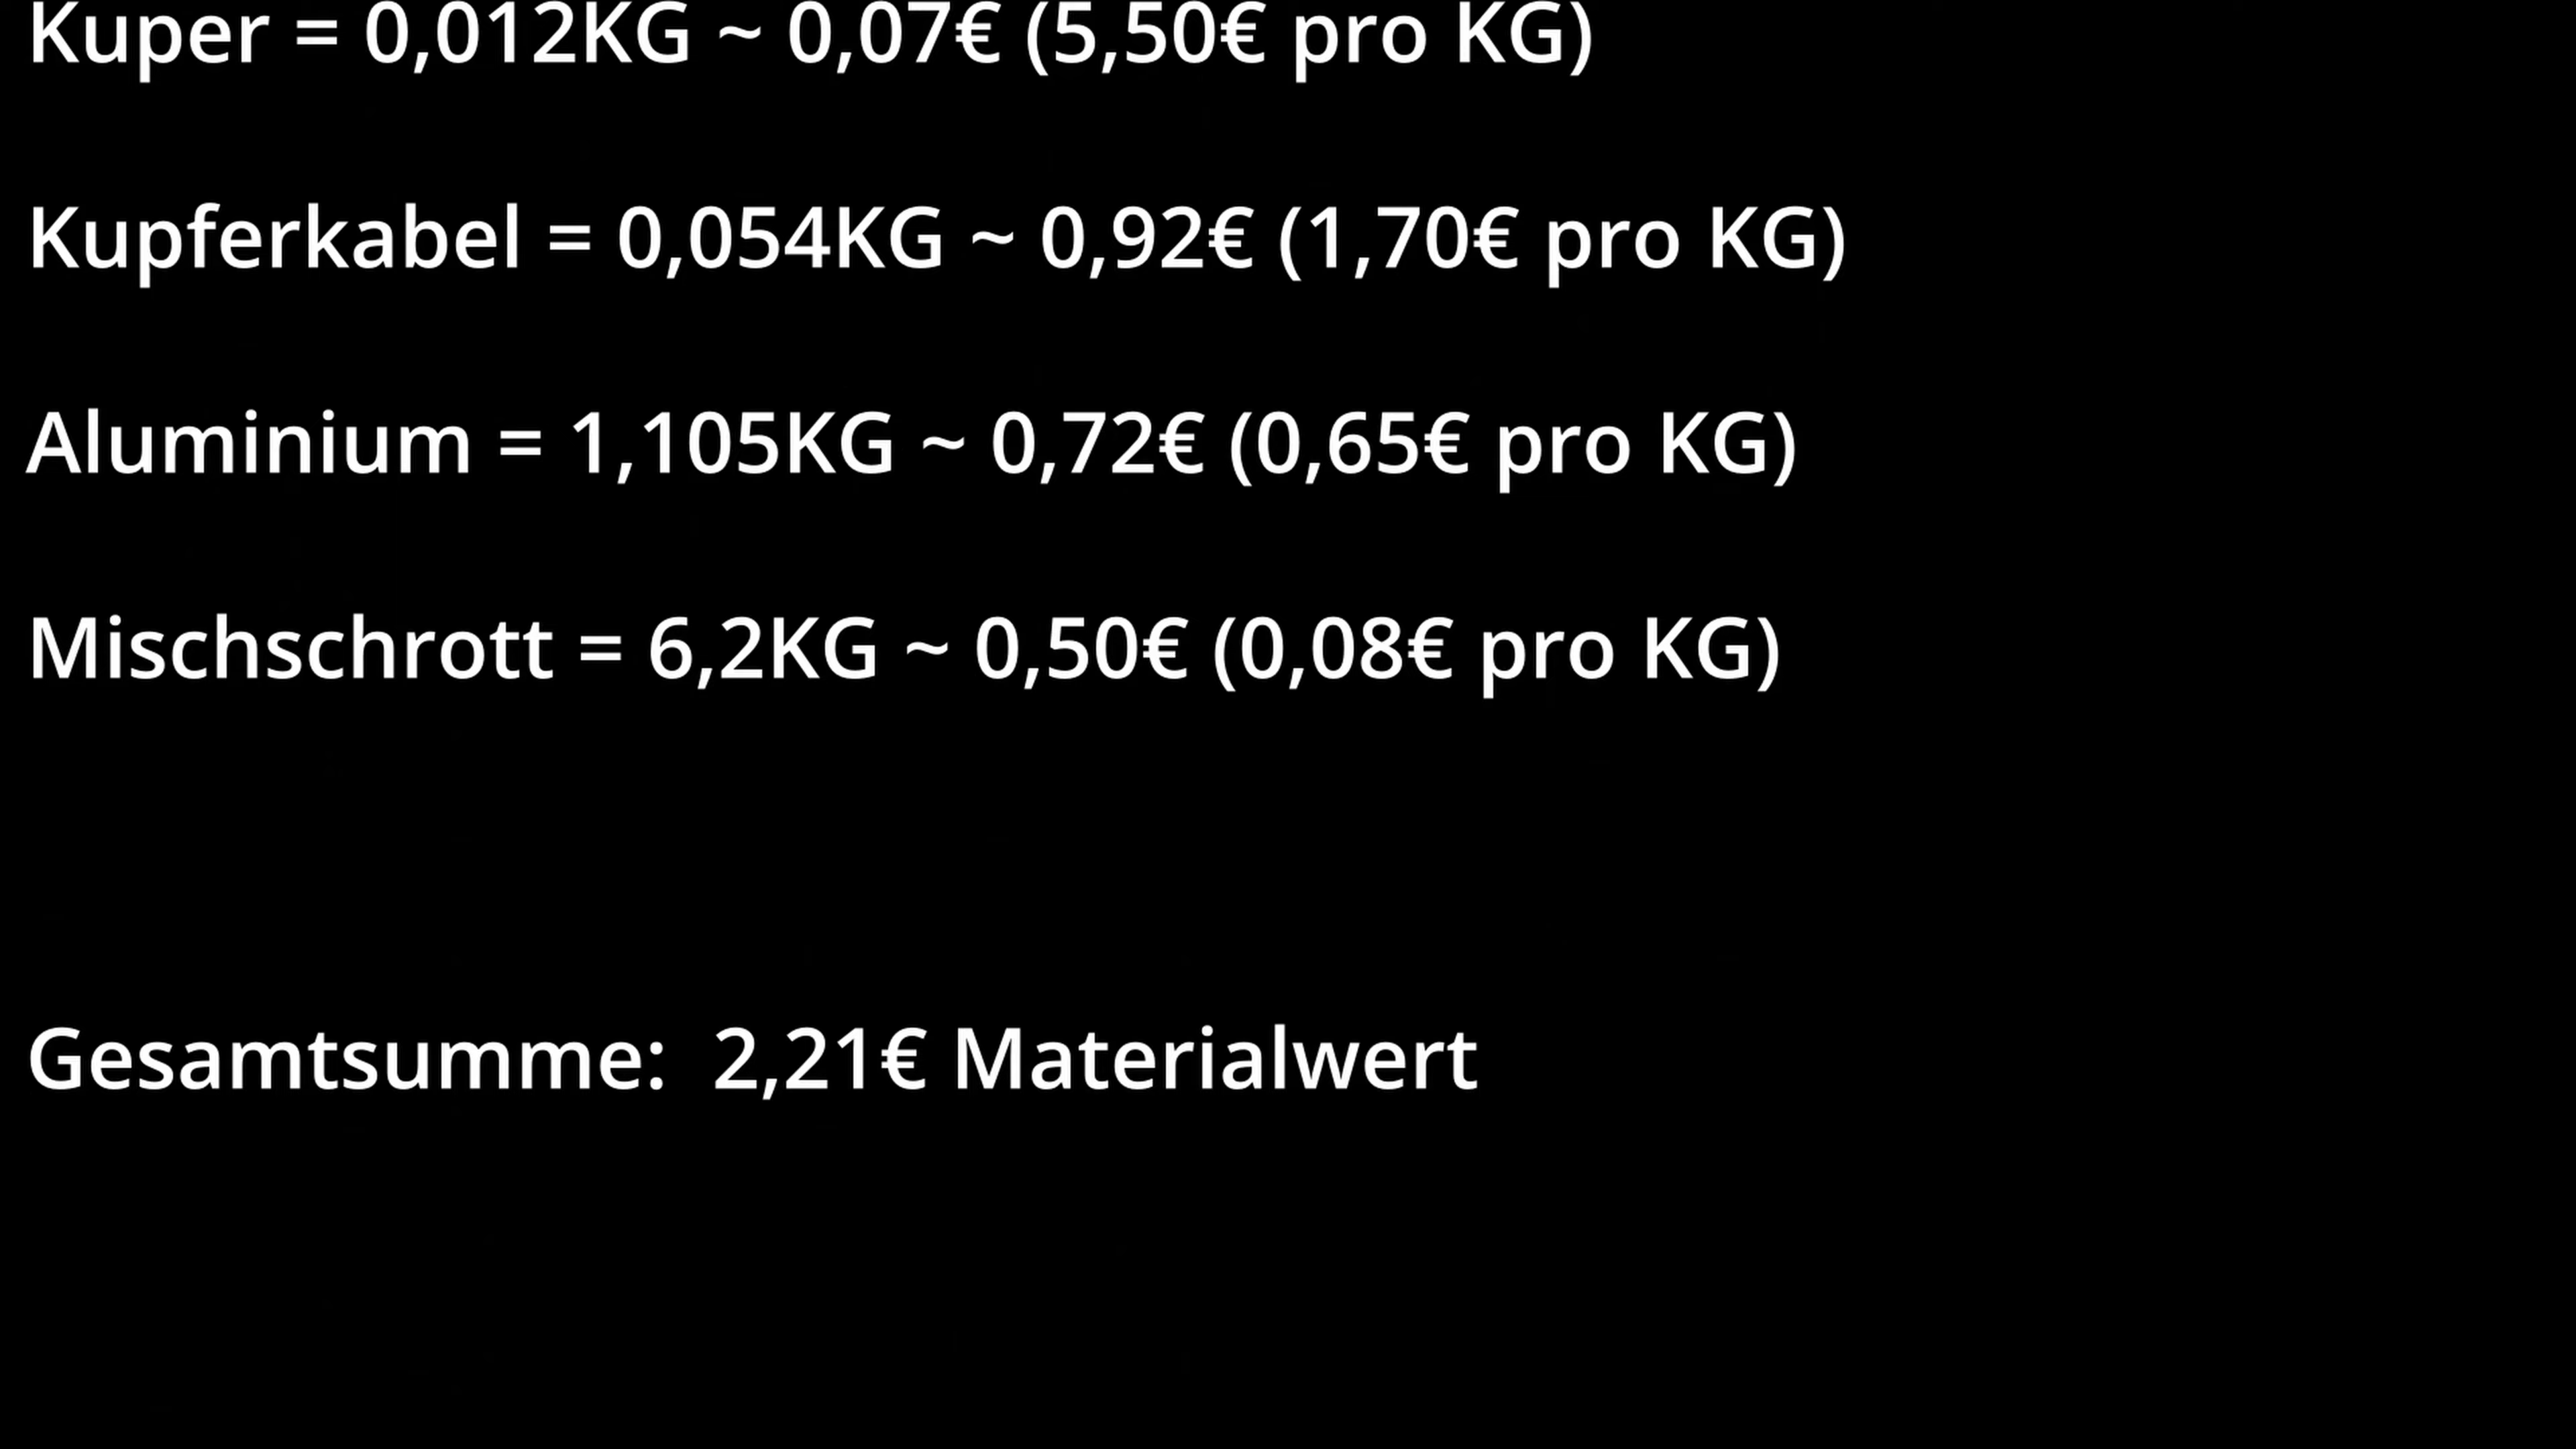 Kuper = 0,012KG ~ 0,07€ (5,50€ pro KG)
Kupferkabel = 0,054KG ~ 0,92€ (1,70€ pro KG)
Aluminium = 1,105KG ~ 0,72€ (0,65€ pro KG)
Mischschrott = 6,2KG ~ 0,50€ (0,08€ pro KG)
Gesamtsumme:  2,21€ Materialwert